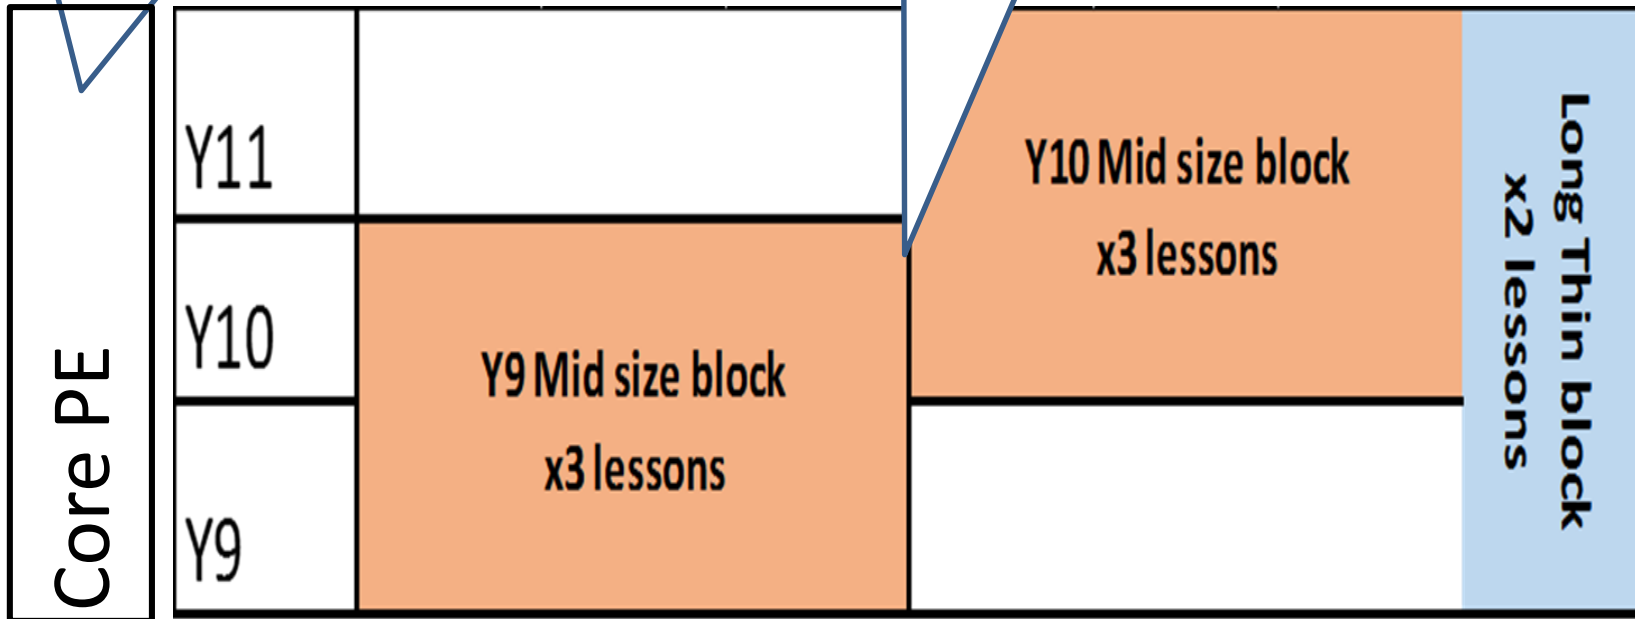 Core PE
Y11
Y10
Y9
Y9 Mid size block
x3 lessons
Y10 Mid size block
x3 lessons
Long Thin block
x2 lessons